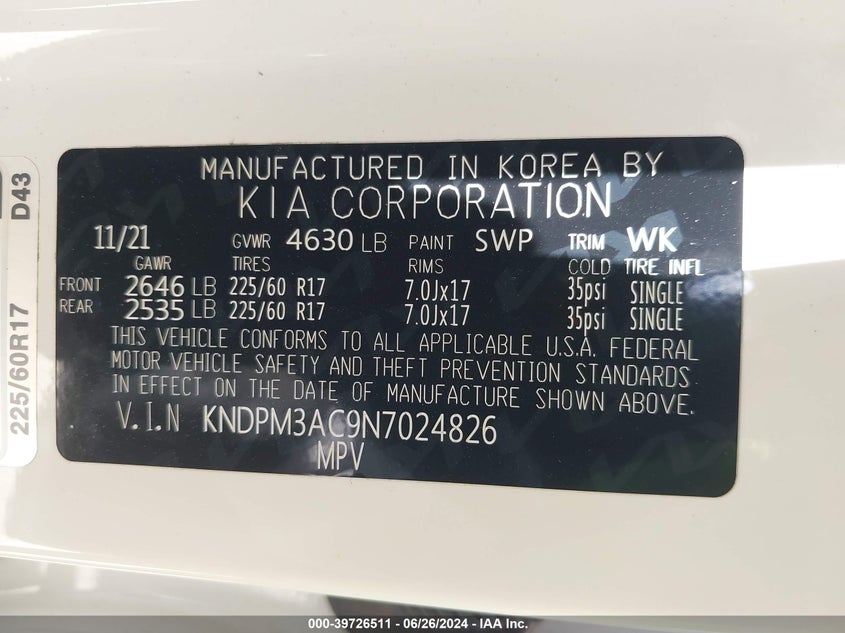 MANUFACTURED IN KOREA BY
KIA CORPORATION
11/21 GVWR 4630 LB PAINT SWP TRIM WK
GAWR TIRES RIMS COLD TIRE INFL
FRONT 2646 LB 225/60 R17 7.0Jx17 35psi SINGLE
REAR 2535 LB 225/60 R17 7.0Jx17 35psi SINGLE
THIS VEHICLE CONFORMS TO ALL APPLICABLE U.S.A. FEDERAL
MOTOR VEHICLE SAFETY AND THEFT PREVENTION STANDARDS
IN EFFECT ON THE DATE OF MANUFACTURE SHOWN ABOVE.
V.I.N KNDPM3AC9N7024826
MPV
225/60R17 D43
000-39726511 / 06/26/2024 / IAA Inc.